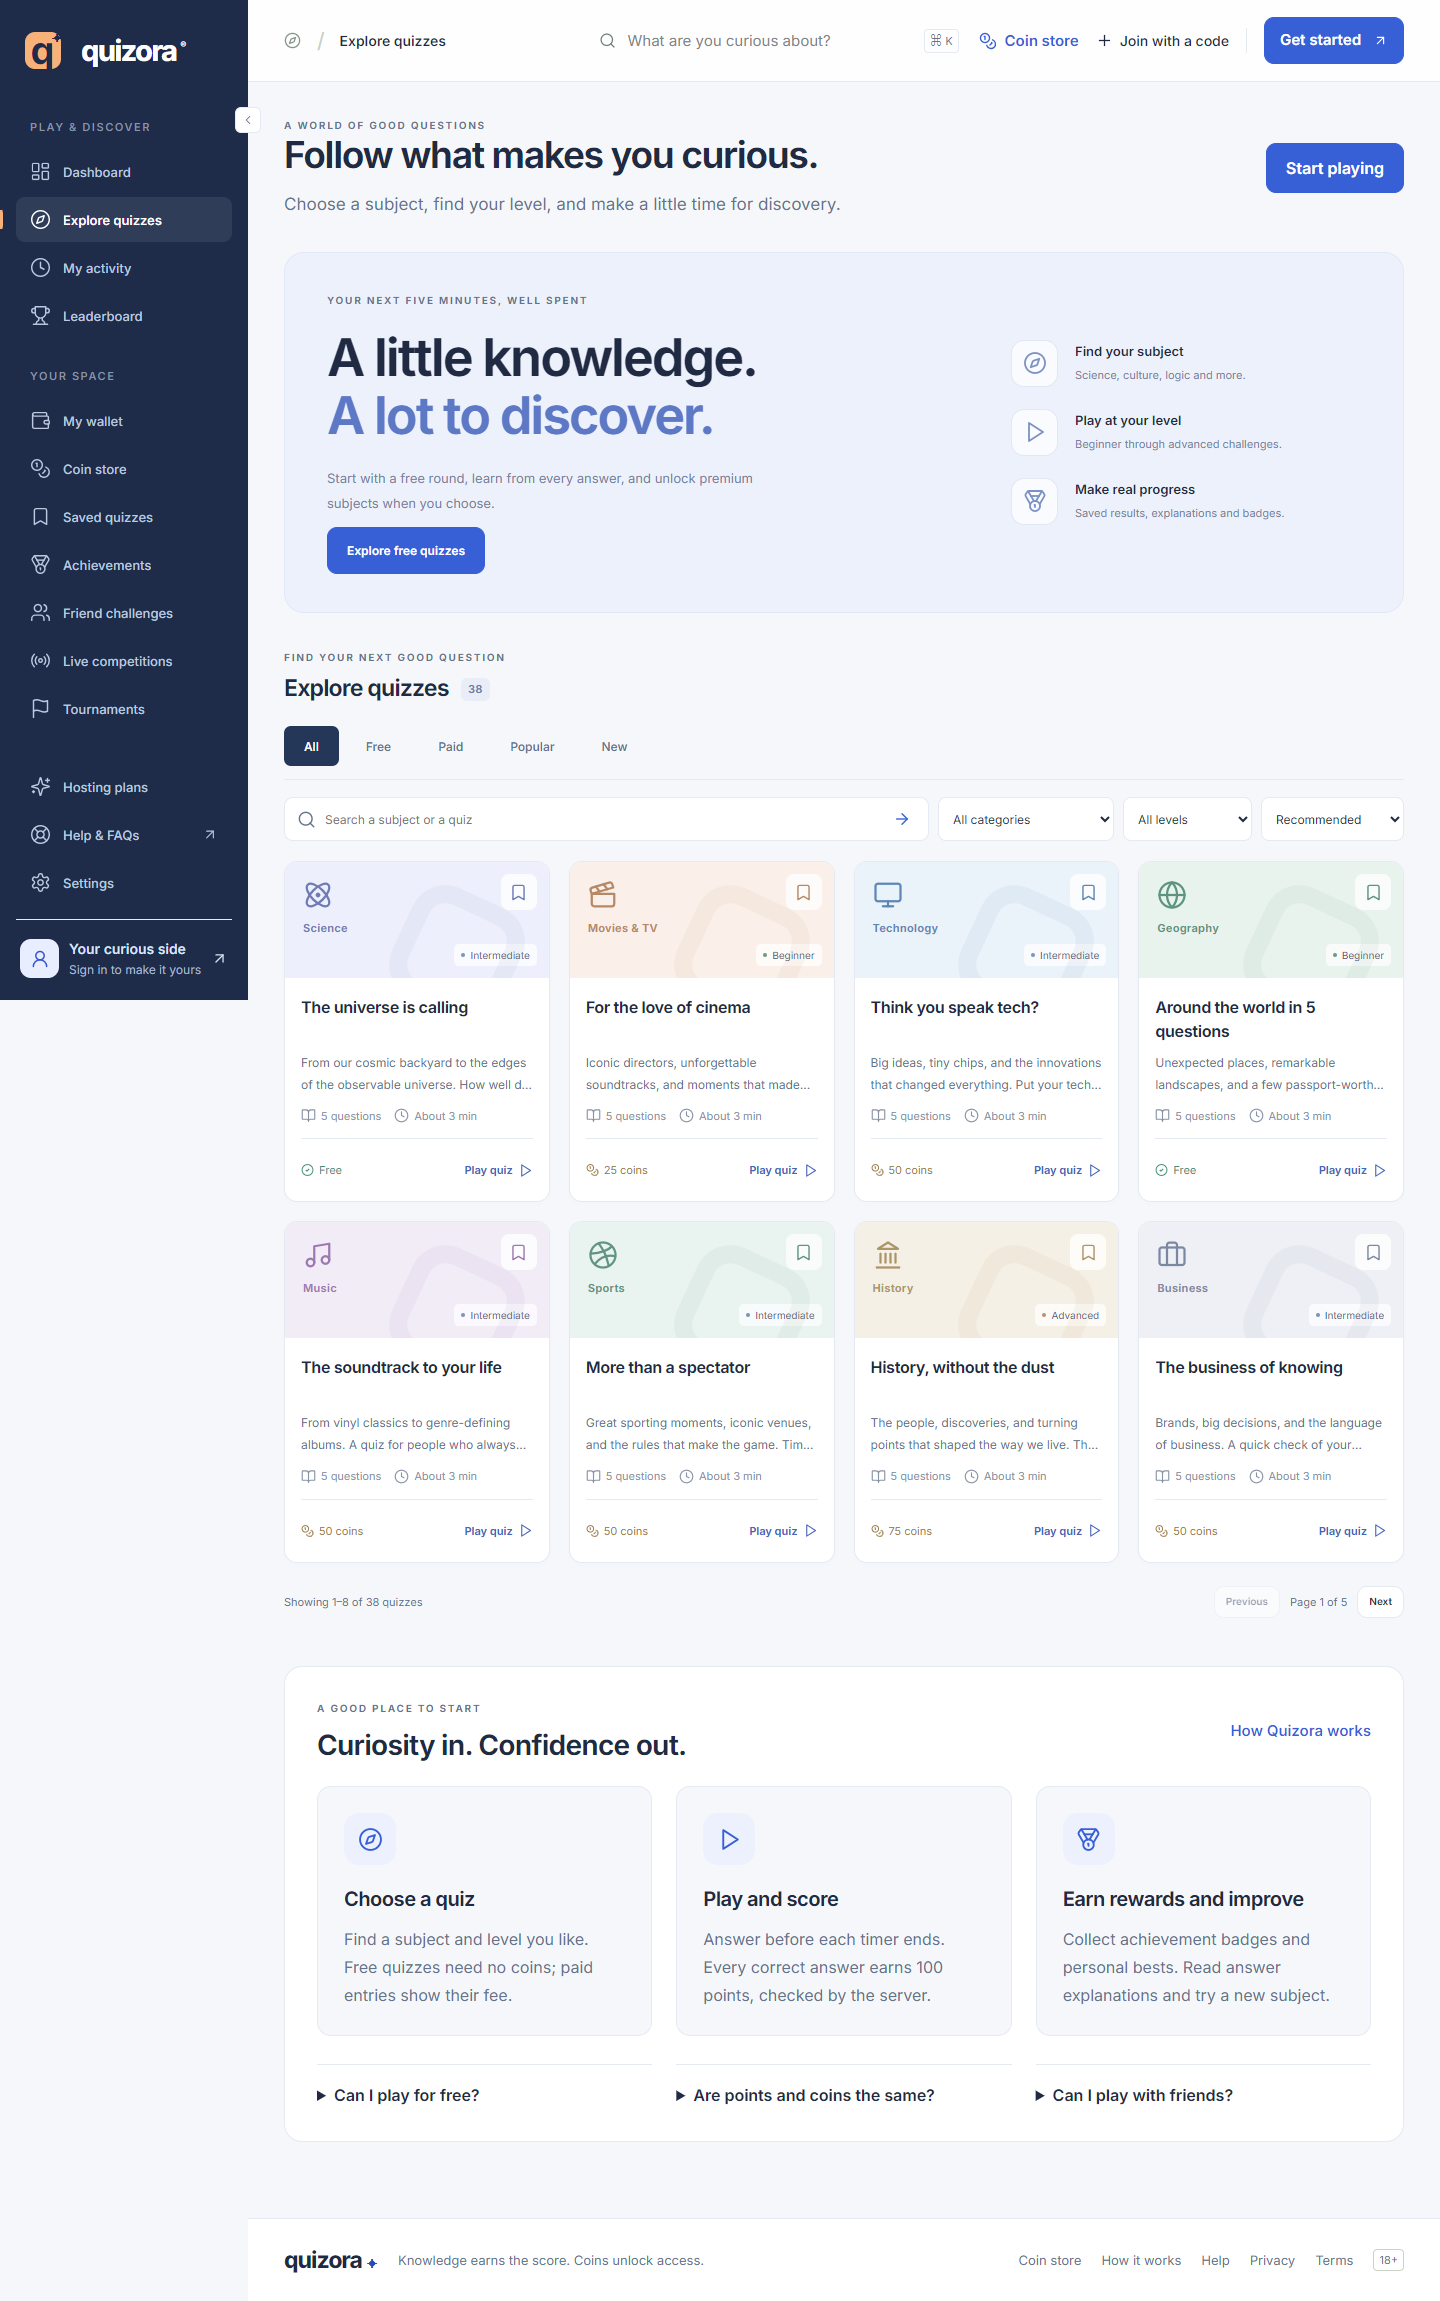 quizora®
PLAY & DISCOVER
Dashboard
Explore quizzes
My activity
Leaderboard
YOUR SPACE
My wallet
Coin store
Saved quizzes
Achievements
Friend challenges
Live competitions
Tournaments
Hosting plans
Help & FAQs
Settings
Your curious side
Sign in to make it yours
/ Explore quizzes
What are you curious about?
⌘ K
Coin store
Join with a code
Get started
A WORLD OF GOOD QUESTIONS
Follow what makes you curious.
Choose a subject, find your level, and make a little time for discovery.
Start playing
YOUR NEXT FIVE MINUTES, WELL SPENT
A little knowledge.
A lot to discover.
Start with a free round, learn from every answer, and unlock premium
subjects when you choose.
Explore free quizzes
Find your subject
Science, culture, logic and more.
Play at your level
Beginner through advanced challenges.
Make real progress
Saved results, explanations and badges.
FIND YOUR NEXT GOOD QUESTION
Explore quizzes 38
All Free Paid Popular New
Search a subject or a quiz
All categories
All levels
Recommended
Science
Intermediate
The universe is calling
From our cosmic backyard to the edges
of the observable universe. How well d...
5 questions About 3 min
Free Play quiz
Movies & TV
Beginner
For the love of cinema
Iconic directors, unforgettable
soundtracks, and moments that made...
5 questions About 3 min
25 coins Play quiz
Technology
Intermediate
Think you speak tech?
Big ideas, tiny chips, and the innovations
that changed everything. Put your tech...
5 questions About 3 min
50 coins Play quiz
Geography
Beginner
Around the world in 5
questions
Unexpected places, remarkable
landscapes, and a few passport-worth...
5 questions About 3 min
Free Play quiz
Music
Intermediate
The soundtrack to your life
From vinyl classics to genre-defining
albums. A quiz for people who always...
5 questions About 3 min
50 coins Play quiz
Sports
Intermediate
More than a spectator
Great sporting moments, iconic venues,
and the rules that make the game. Tim...
5 questions About 3 min
50 coins Play quiz
History
Advanced
History, without the dust
The people, discoveries, and turning
points that shaped the way we live. Th...
5 questions About 3 min
75 coins Play quiz
Business
Intermediate
The business of knowing
Brands, big decisions, and the language
of business. A quick check of your...
5 questions About 3 min
50 coins Play quiz
Showing 1–8 of 38 quizzes
Previous Page 1 of 5 Next
A GOOD PLACE TO START
Curiosity in. Confidence out.
How Quizora works
Choose a quiz
Find a subject and level you like.
Free quizzes need no coins; paid
entries show their fee.
Play and score
Answer before each timer ends.
Every correct answer earns 100
points, checked by the server.
Earn rewards and improve
Collect achievement badges and
personal bests. Read answer
explanations and try a new subject.
Can I play for free?
Are points and coins the same?
Can I play with friends?
quizora
Knowledge earns the score. Coins unlock access.
Coin store How it works Help Privacy Terms 18+